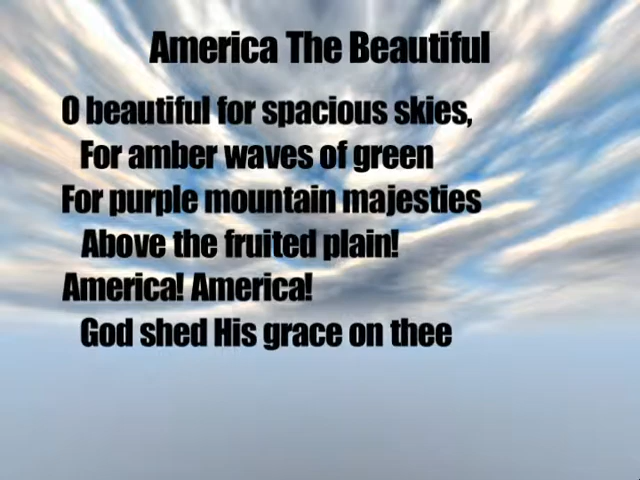 America The Beautiful
O beautiful for spacious skies,
For amber waves of green
For purple mountain majesties
Above the fruited plain!
America! America!
God shed His grace on thee